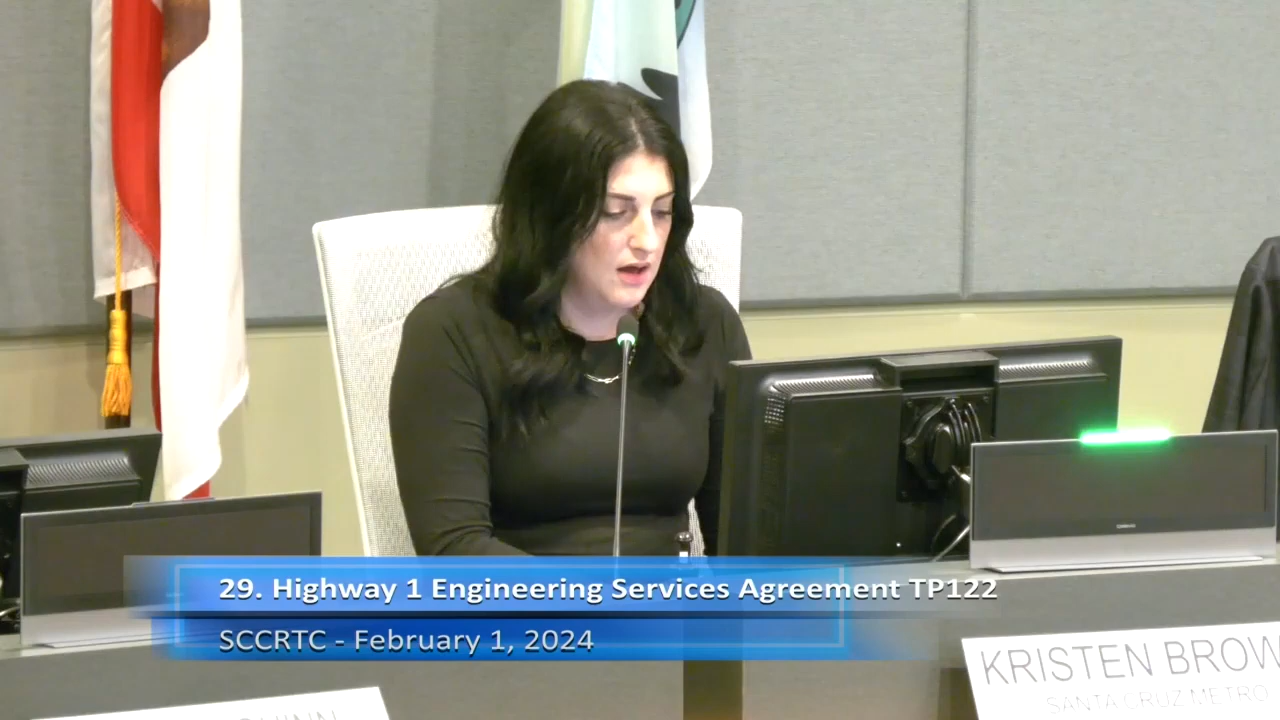 29. Highway 1 Engineering Services Agreement TP122
SCCRTC - February 1, 2024
KRISTEN BROW
SANTA CRUZ METRO